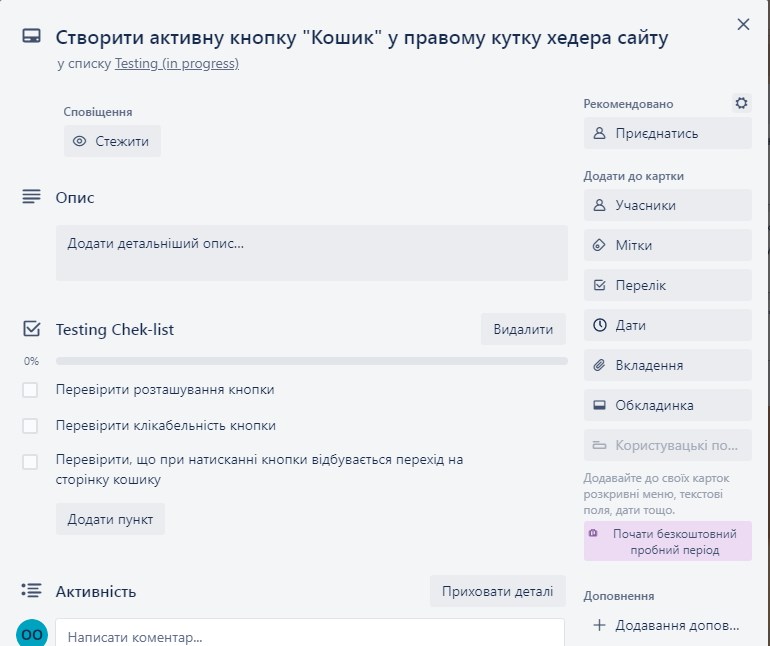 Створити активну кнопку "Кошик" у правому кутку хедера сайту
у списку Testing (in progress)
Сповіщення
Стежити
Опис
Додати детальніший опис...
Testing Chek-list
Видалити
0%
Перевірити розташування кнопки
Перевірити клікабельність кнопки
Перевірити, що при натисканні кнопки відбувається перехід на
сторінку кошику
Додати пункт
Активність
Приховати деталі
OO
Написати коментар...
Рекомендовано
Приєднатись
Додати до картки
Учасники
Мітки
Перелік
Дати
Вкладення
Обкладинка
Користувацькі по...
Додавайте до своїх карток
розкривні меню, текстові
поля, дати тощо.
Почати безкоштовний
пробний період
Доповнення
Додавання допов...